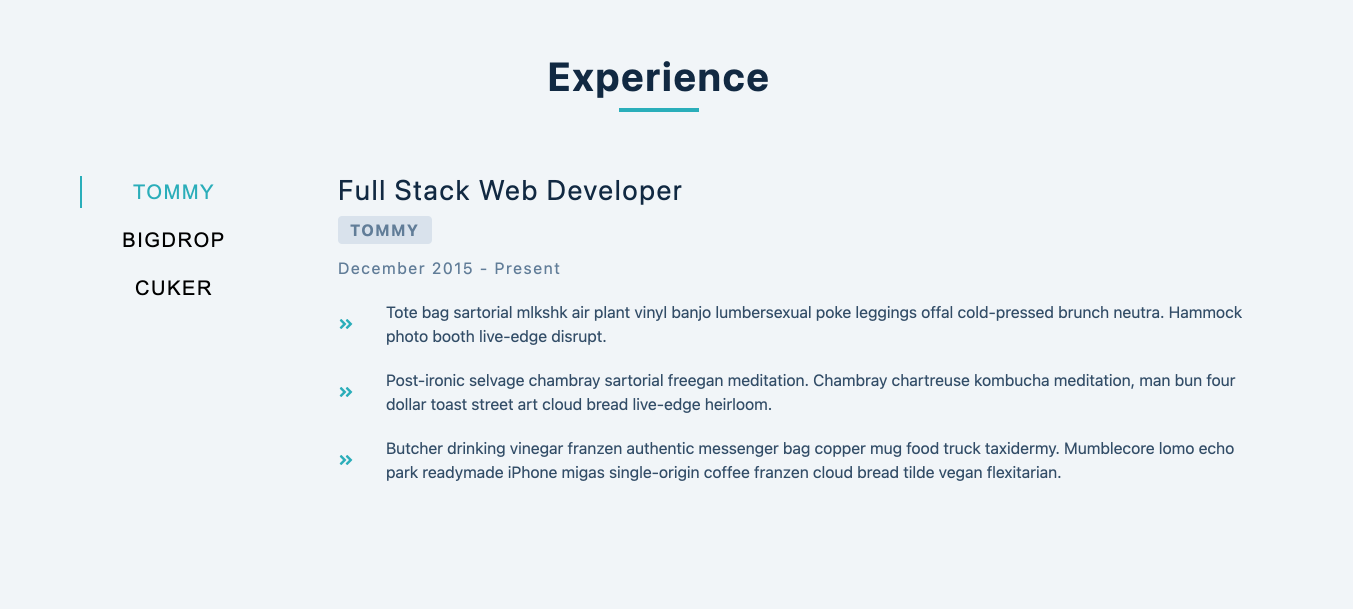 Experience
TOMMY
BIGDROP
CUKER
Full Stack Web Developer
TOMMY
December 2015 - Present
Tote bag sartorial mlkshk air plant vinyl banjo lumbersexual poke leggings offal cold-pressed brunch neutra. Hammock
photo booth live-edge disrupt.
Post-ironic selvage chambray sartorial freegan meditation. Chambray chartreuse kombucha meditation, man bun four
dollar toast street art cloud bread live-edge heirloom.
Butcher drinking vinegar franzen authentic messenger bag copper mug food truck taxidermy. Mumblecore lomo echo
park readymade iPhone migas single-origin coffee franzen cloud bread tilde vegan flexitarian.